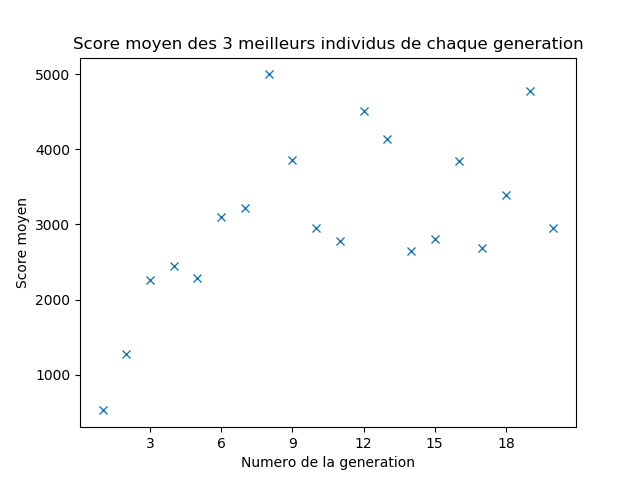 Score moyen des 3 meilleurs individus de chaque generation
5000
4000
3000
2000
1000
Score moyen
3 6 9 12 15 18
Numero de la generation